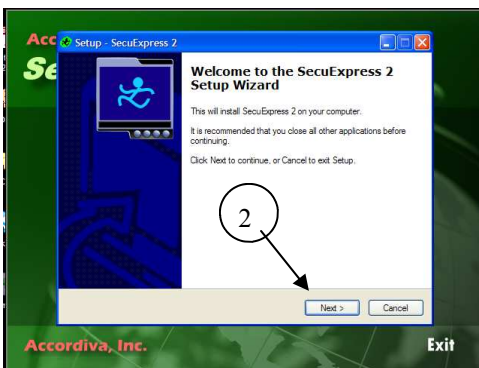 Acc
Se
Setup - SecuExpress 2
Welcome to the SecuExpress 2
Setup Wizard
This will install SecuExpress 2 on your computer.
It is recommended that you close all other applications before
continuing.
Click Next to continue, or Cancel to exit Setup.
2
Next >
Cancel
Accordiva, Inc.
Exit